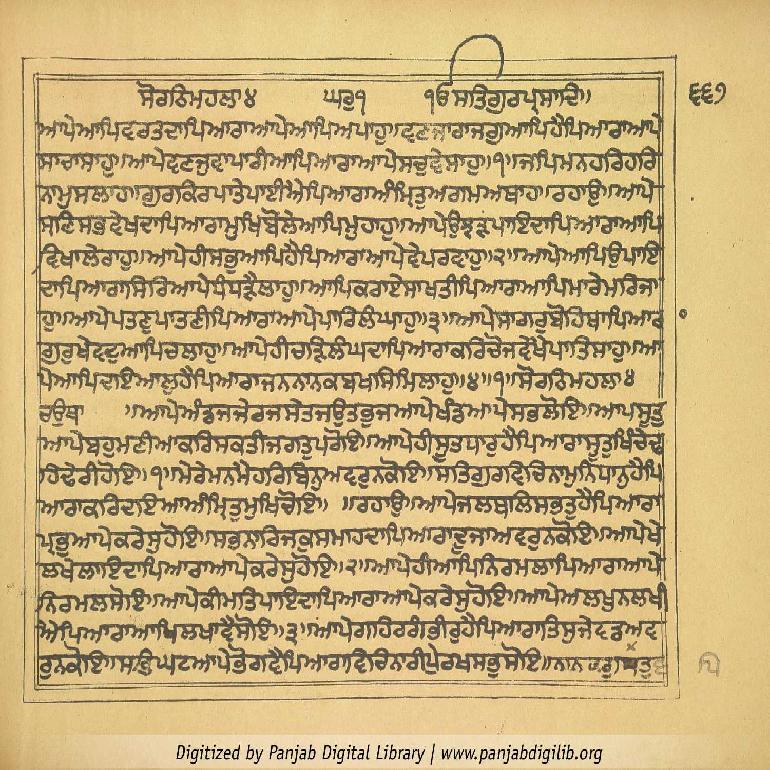 ਸੋਰਠਿਮਹਲਾ੪ ਘਰੁ੧ ੴਸਤਿਗੁਰਪ੍ਰਸਾਦਿ॥
੬੬੧
ਆਪੇਆਪਿਵਰਤਦਾਪਿਆਰਾਆਪੇਆਪਿਅਪਾਹੁ॥ਵਣਜਾਰਾਜਗੁਆਪਿਹੈਪਿਆਰਾਆਪੇ
ਸਾਚਾਸਾਹੁ॥ਆਪੇਵਣਜੁਵਾਪਾਰੀਆਪਿਆਰਾਆਪੇਸਚੁਵੇਸਾਹੁ॥੧॥ਜਪਿਮਨਹਰਿਹਰਿ
ਨਾਮੁਸਲਾਹ॥ਗੁਰਕਿਰਪਾਤੇਪਾਈਐਪਿਆਰਾਅੰਮ੍ਰਿਤੁਅਗਮਅਥਾਹ॥ਰਹਾਉ॥ਆਪੇ
ਸੁਣਿਸਭਵੇਖਦਾਪਿਆਰਾਮੁਖਿਬੋਲੇਆਪਿਮੁਹਾਹੁ॥ਆਪੇਉਝੜਿਪਾਇਦਾਪਿਆਰਾਆਪਿ
ਵਿਖਾਲੇਰਾਹੁ॥ਆਪੇਹੀਸਭੁਆਪਿਹੈਪਿਆਰਾਆਪੇਵੇਪਰਵਾਹੁ॥੨॥ਆਪੇਆਪਿਉਪਾਇ
ਦਾਪਿਆਰਾਸਿਰਿਆਪੇਧੰਧੜੈਲਾਹੁ॥ਆਪਿਕਰਾਏਸਾਖਤੀਪਿਆਰਾਆਪਿਮਾਰੇਮਰਿਜਾ
ਹੁ॥ਆਪੇਪਤਣੁਪਾਤਣੀਪਿਆਰਾਆਪੇਪਾਰਿਲੰਘਾਹੁ॥੩॥ਆਪੇਸਾਗਰੁਬੋਹਿਥਾਪਿਆਰਾ
ਗੁਰੁਖੇਵਟੁਆਪਿਚਲਾਹੁ॥ਆਪੇਹੀਚੜਿਲੰਘਦਾਪਿਆਰਾਕਰਿਚੋਜਵੇਖੈਪਾਤਿਸਾਹੁ॥ਆ
ਪੇਆਪਿਦਇਆਲੁਹੈਪਿਆਰਾਜਨਨਾਨਕਬਖਸਿਮਿਲਾਹੁ॥੪॥੧॥ਸੋਰਠਿਮਹਲਾ੪
ਚਉਥਾ ॥ਆਪੇਅੰਡਜਜੇਰਜਸੇਤਜਉਤਭੁਜਆਪੇਖੰਡਆਪੇਸਭਲੋਇ॥ਆਪੇਸੂਤੁ
ਆਪੇਬਹੁਮਣੀਆਕਰਿਸਕਤੀਜਗਤੁਪਰੋਇ॥ਆਪੇਹੀਸੂਤਧਾਰੁਹੈਪਿਆਰਾਸੂਤੁਖਿੰਚੇਢ
ਹਿਢੇਰੀਹੋਇ॥੧॥ਮੇਰੇਮਨਮੈਹਰਿਬਿਨੁਅਵਰੁਨਕੋਇ॥ਸਤਿਗੁਰਵਿਚਿਨਾਮੁਨਿਧਾਨੁਹੈਪਿ
ਆਰਾਕਰਿਦਇਆਅੰਮ੍ਰਿਤੁਮੁਖਿਚੋਇ॥ ॥ਰਹਾਉ॥ਆਪੇਜਲਥਲਿਸਭਤੁਹੈਪਿਆਰਾ
ਪ੍ਰਭੁਆਪੇਕਰੇਸੁਹੋਇ॥ਸਭਨਾਰਿਜਕੁਸਮਾਹਦਾਪਿਆਰਾਦੂਜਾਅਵਰੁਨਕੋਇ॥ਆਪੇਖੇ
ਲਖੇਲਾਇਦਾਪਿਆਰਾਆਪੇਕਰੇਸੁਹੋਇ॥੨॥ਆਪੇਹੀਆਪਿਨਿਰਮਲਾਪਿਆਰਾਆਪੇ
ਨਿਰਮਲਸੋਇ॥ਆਪੇਕੀਮਤਿਪਾਇਦਾਪਿਆਰਾਆਪੇਕਰੇਸੁਹੋਇ॥ਆਪੇਅਲਖੁਨਲਖੀ
ਐਪਿਆਰਾਆਪਿਲਖਾਵੈਸੋਇ॥੩॥ਆਪੇਗਹਿਰਗੰਭੀਰੁਹੈਪਿਆਰਾਤਿਸੁਜੇਵਡੁਅਵ
ਰੁਨਕੋਇ॥ਸਭਿਘਟਆਪੇਭੋਗਵੈਪਿਆਰਾਵਿਚਿਨਾਰੀਪੁਰਖਸਭੁਸੋਇ॥ਨਾਨਕ
Digitized by Panjab Digital Library | www.panjabdigilib.org